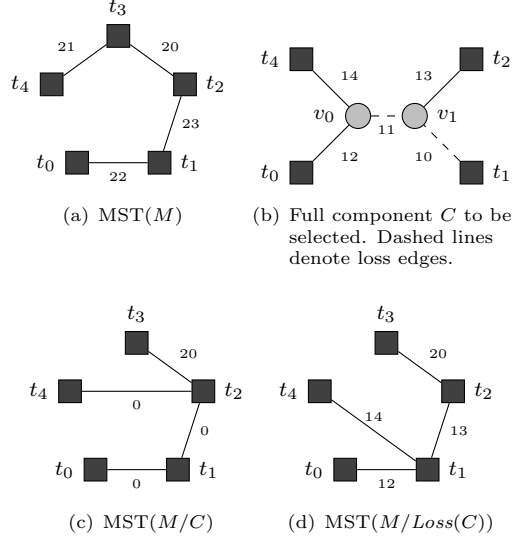 t3
21
20
t4
t2
23
t0
t1
22
(a) MST(M)
t4
t2
14
13
v0
v1
11
12
10
t0
t1
(b) Full component C to be
selected. Dashed lines
denote loss edges.
t3
20
t4
t2
0
0
t0
t1
0
(c) MST(M/C)
t3
20
t4
t2
14
13
t0
t1
12
(d) MST(M/Loss(C))